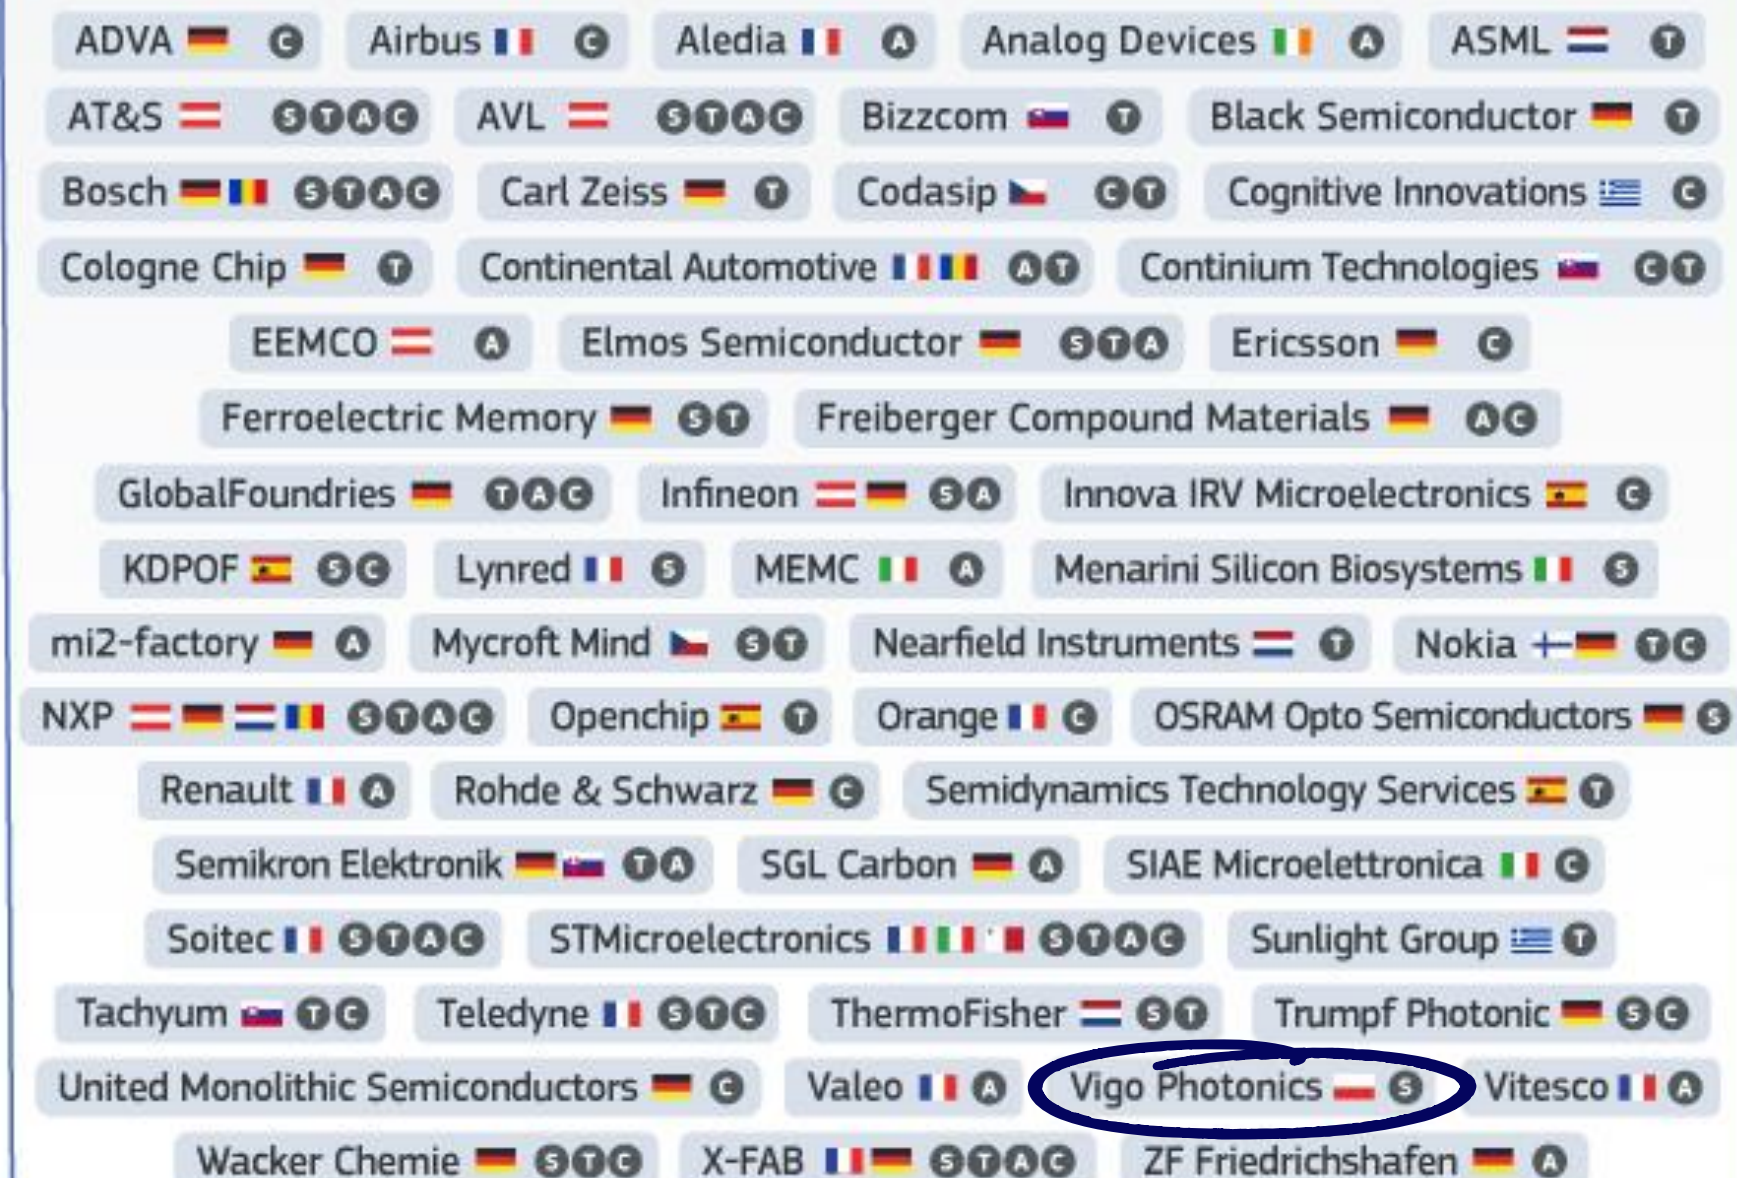 ADVA C Airbus C Aledia A Analog Devices A ASML T
AT&S S T A C AVL S T A C Bizzcom T Black Semiconductor T
Bosch S T A C Carl Zeiss T Codasip C T Cognitive Innovations C
Cologne Chip T Continental Automotive A T Continium Technologies C T
EEMCO A Elmos Semiconductor S T A Ericsson C
Ferroelectric Memory S T Freiberger Compound Materials A C
GlobalFoundries T A C Infineon S A Innova IRV Microelectronics C
KDPOF S C Lynred S MEMC A Menarini Silicon Biosystems S
mi2-factory A Mycroft Mind S T Nearfield Instruments T Nokia T C
NXP S T A C Openchip T Orange C OSRAM Opto Semiconductors S
Renault A Rohde & Schwarz C Semidynamics Technology Services T
Semikron Elektronik T A SGL Carbon A SIAE Microelettronica C
Soitec S T A C STMicroelectronics S T A C Sunlight Group T
Tachyum T C Teledyne S T C ThermoFisher S T Trumpf Photonic S C
United Monolithic Semiconductors C Valeo A Vigo Photonics S Vitesco A
Wacker Chemie S T C X-FAB S T A C ZF Friedrichshafen A